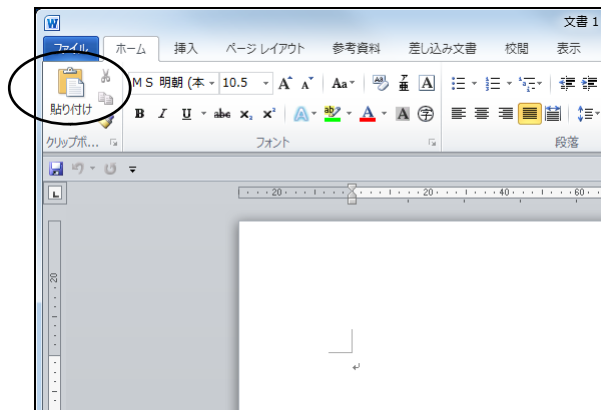 文書 1
ファイル ホーム 挿入 ページ レイアウト 参考資料 差し込み文書 校閲 表示
M S 明朝 (本 10.5 A A Aa 亜 A
貼り付け
B I U abc X₂ X² A ab A A 字
クリップボ... フォント 段落
L 20 20 40 60
20